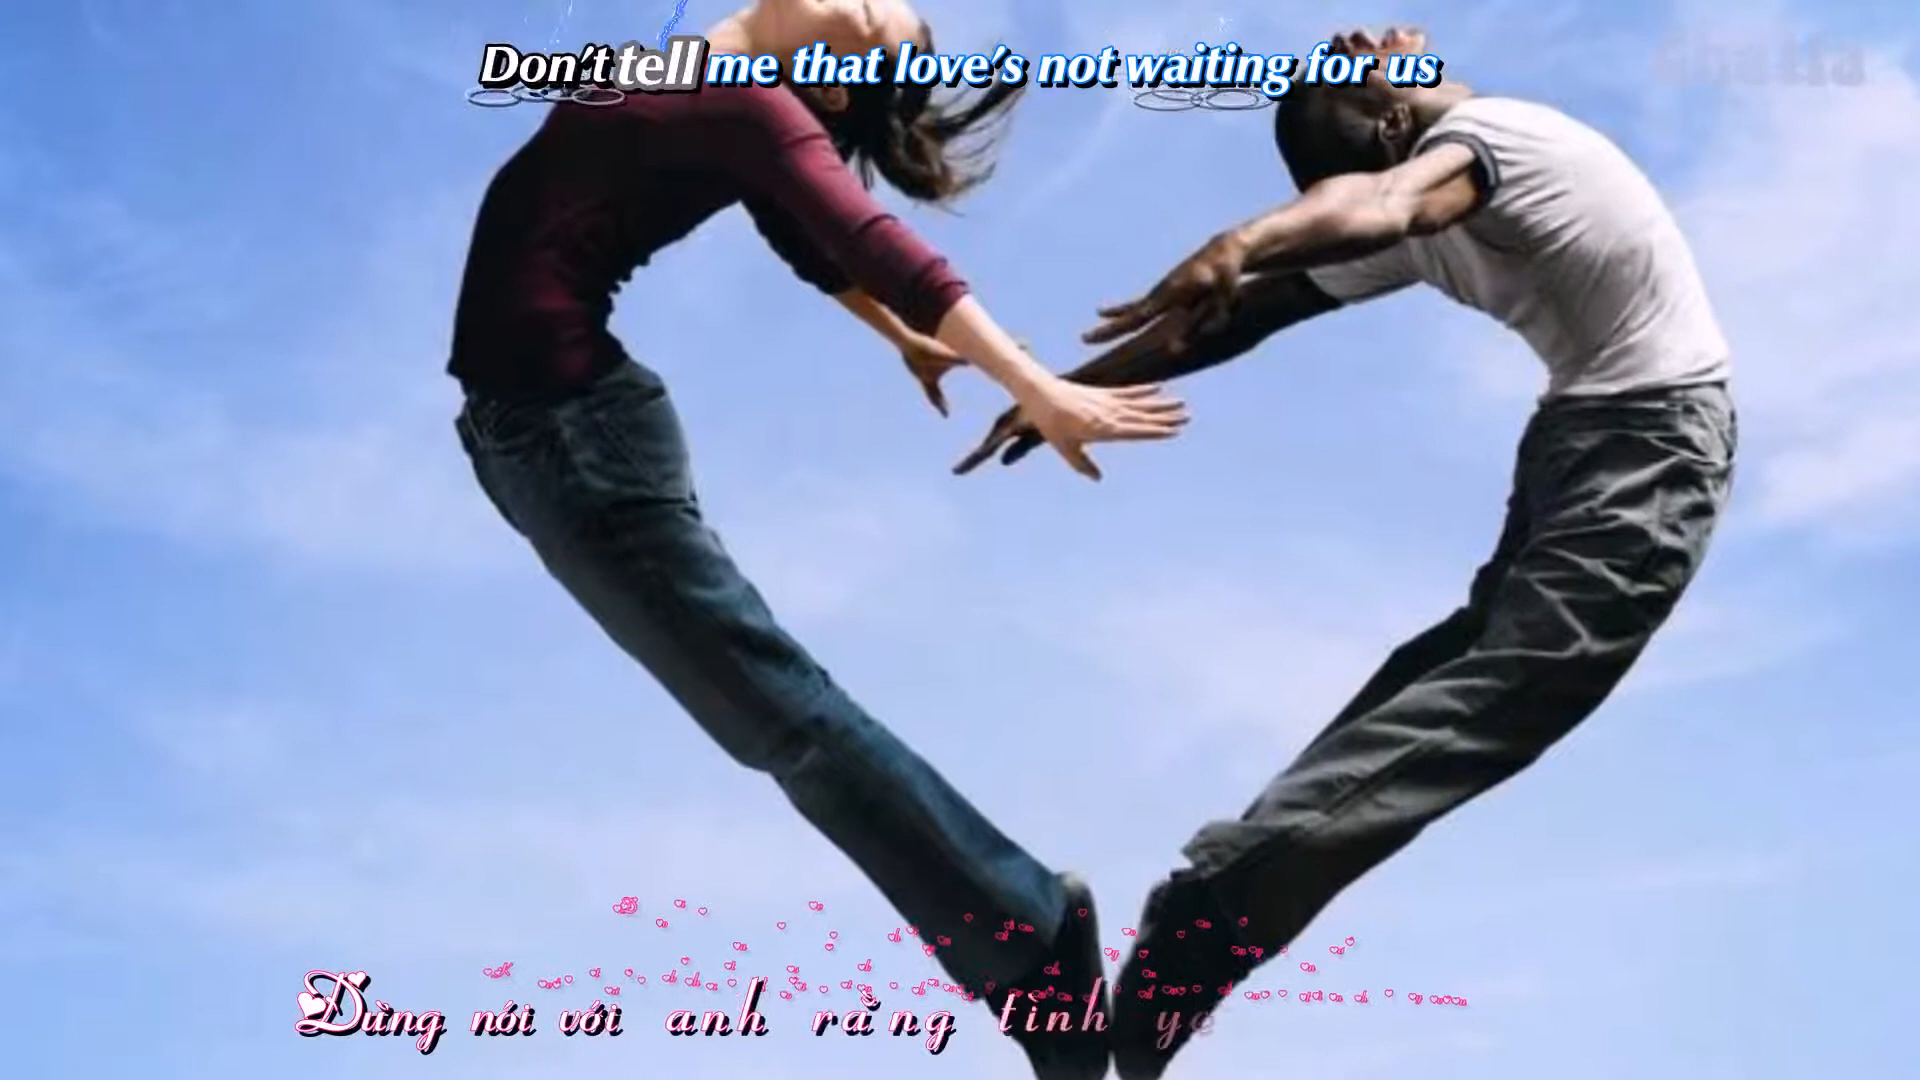 Don't tell me that love's not waiting for us
Đừng nói với anh rằng tình